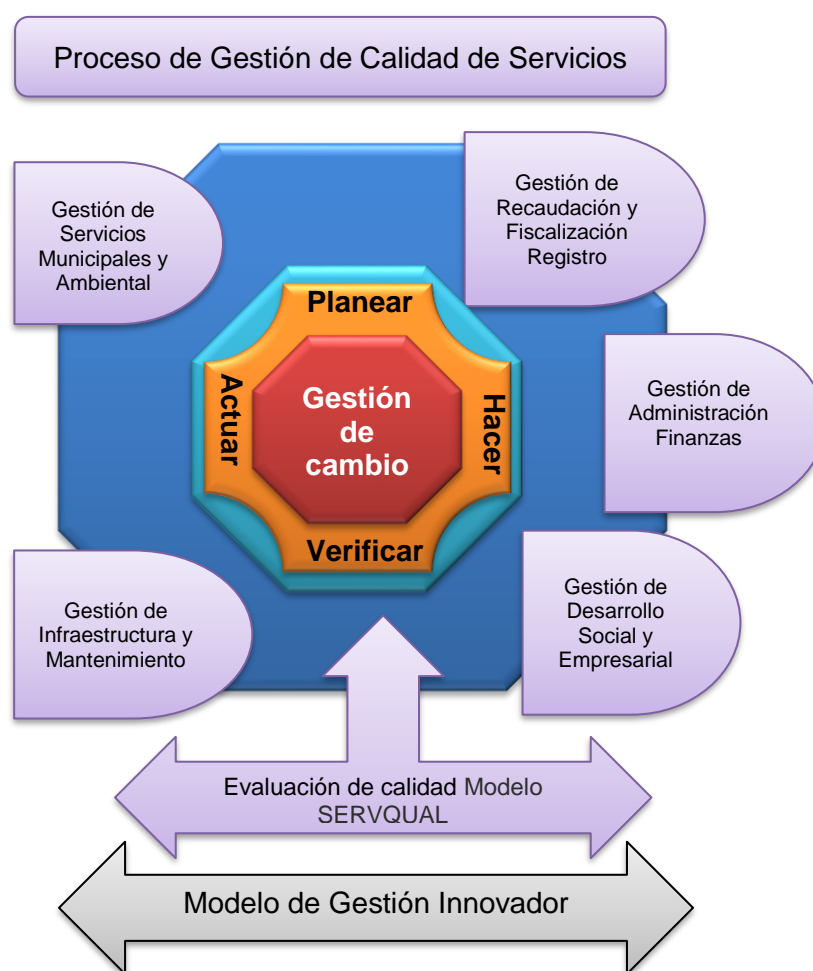 Proceso de Gestión de Calidad de Servicios
Gestión de
Servicios
Municipales y
Ambiental
Gestión de
Recaudación y
Fiscalización
Registro
Planear
Actuar
Gestión
de
cambio
Hacer
Verificar
Gestión de
Administración
Finanzas
Gestión de
Infraestructura y
Mantenimiento
Gestión de
Desarrollo
Social y
Empresarial
Evaluación de calidad Modelo
SERVQUAL
Modelo de Gestión Innovador